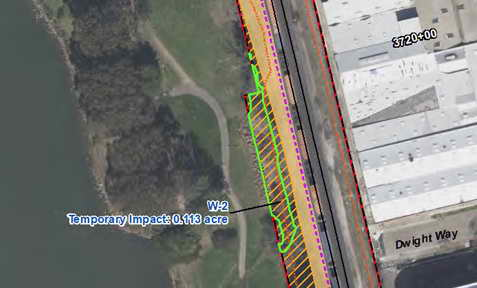 3720+00
W-2
Temporary Impact: 0.113 acre
Dwight Way